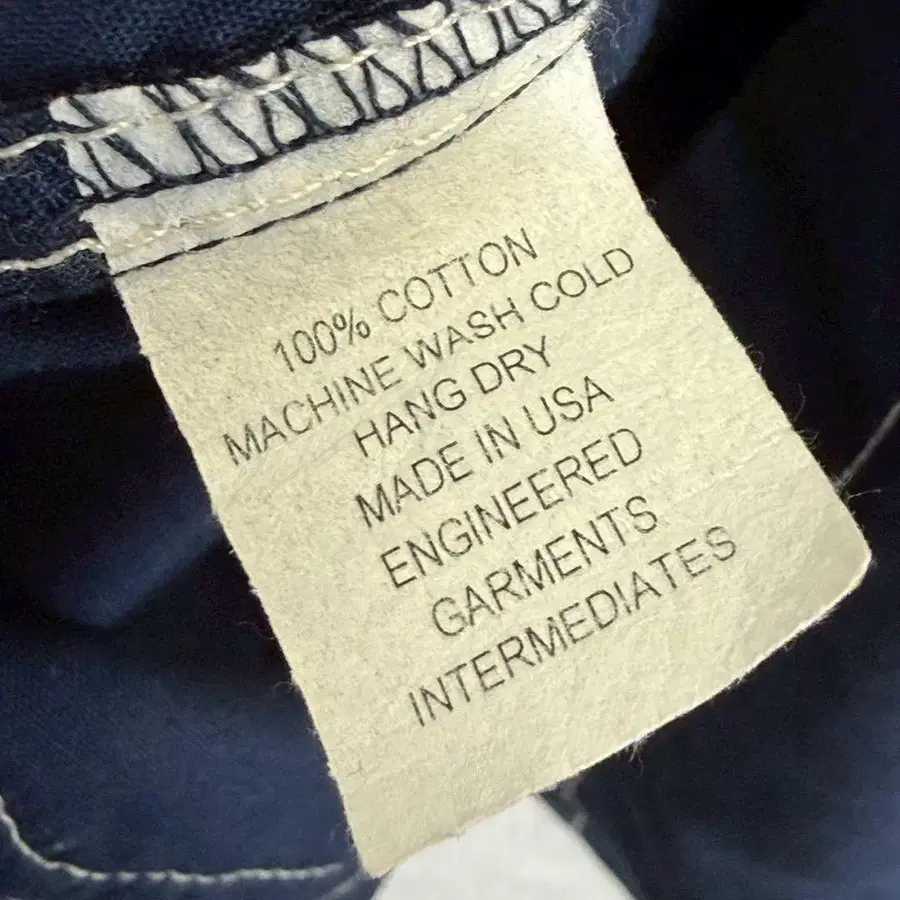 100% COTTON
MACHINE WASH COLD
HANG DRY
MADE IN USA
ENGINEERED
GARMENTS
INTERMEDIATES